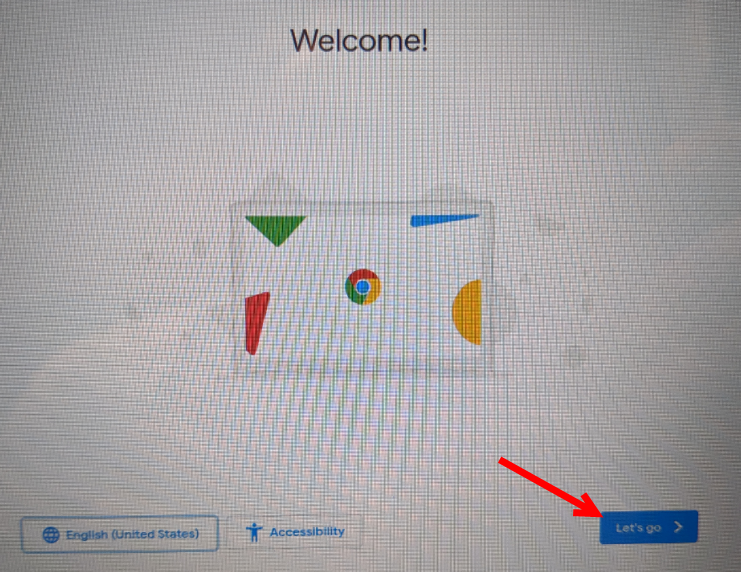 Welcome!
English (United States)
Accessibility
Let's go